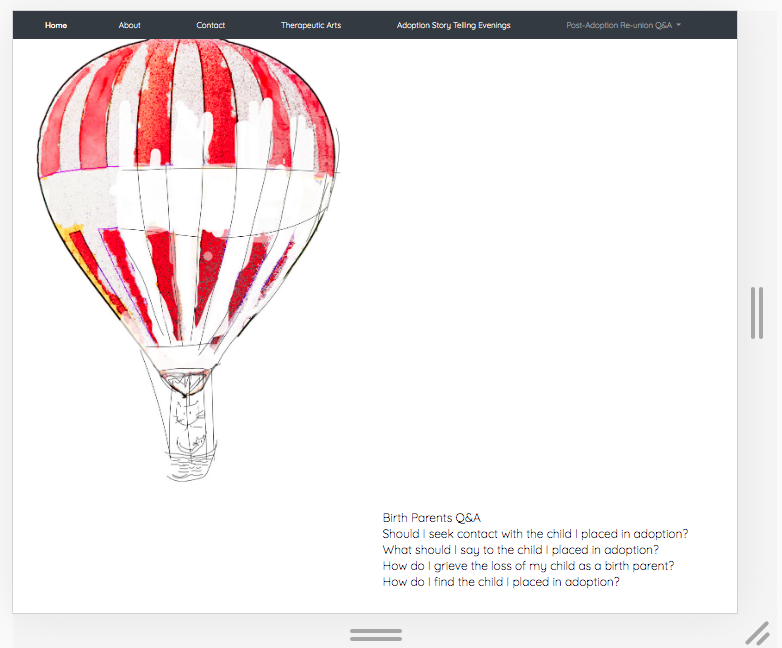 Home About Contact Therapeutic Arts Adoption Story Telling Evenings Post-Adoption Re-union Q&A
Birth Parents Q&A
Should I seek contact with the child I placed in adoption?
What should I say to the child I placed in adoption?
How do I grieve the loss of my child as a birth parent?
How do I find the child I placed in adoption?